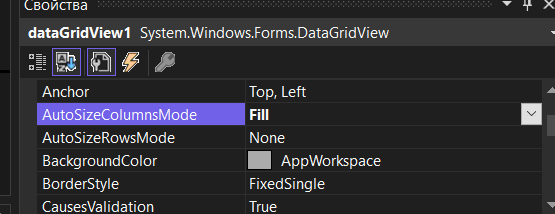 Свойства
dataGridView1 System.Windows.Forms.DataGridView
Anchor Top, Left
AutoSizeColumnsMode Fill
AutoSizeRowsMode None
BackgroundColor AppWorkspace
BorderStyle FixedSingle
CausesValidation True